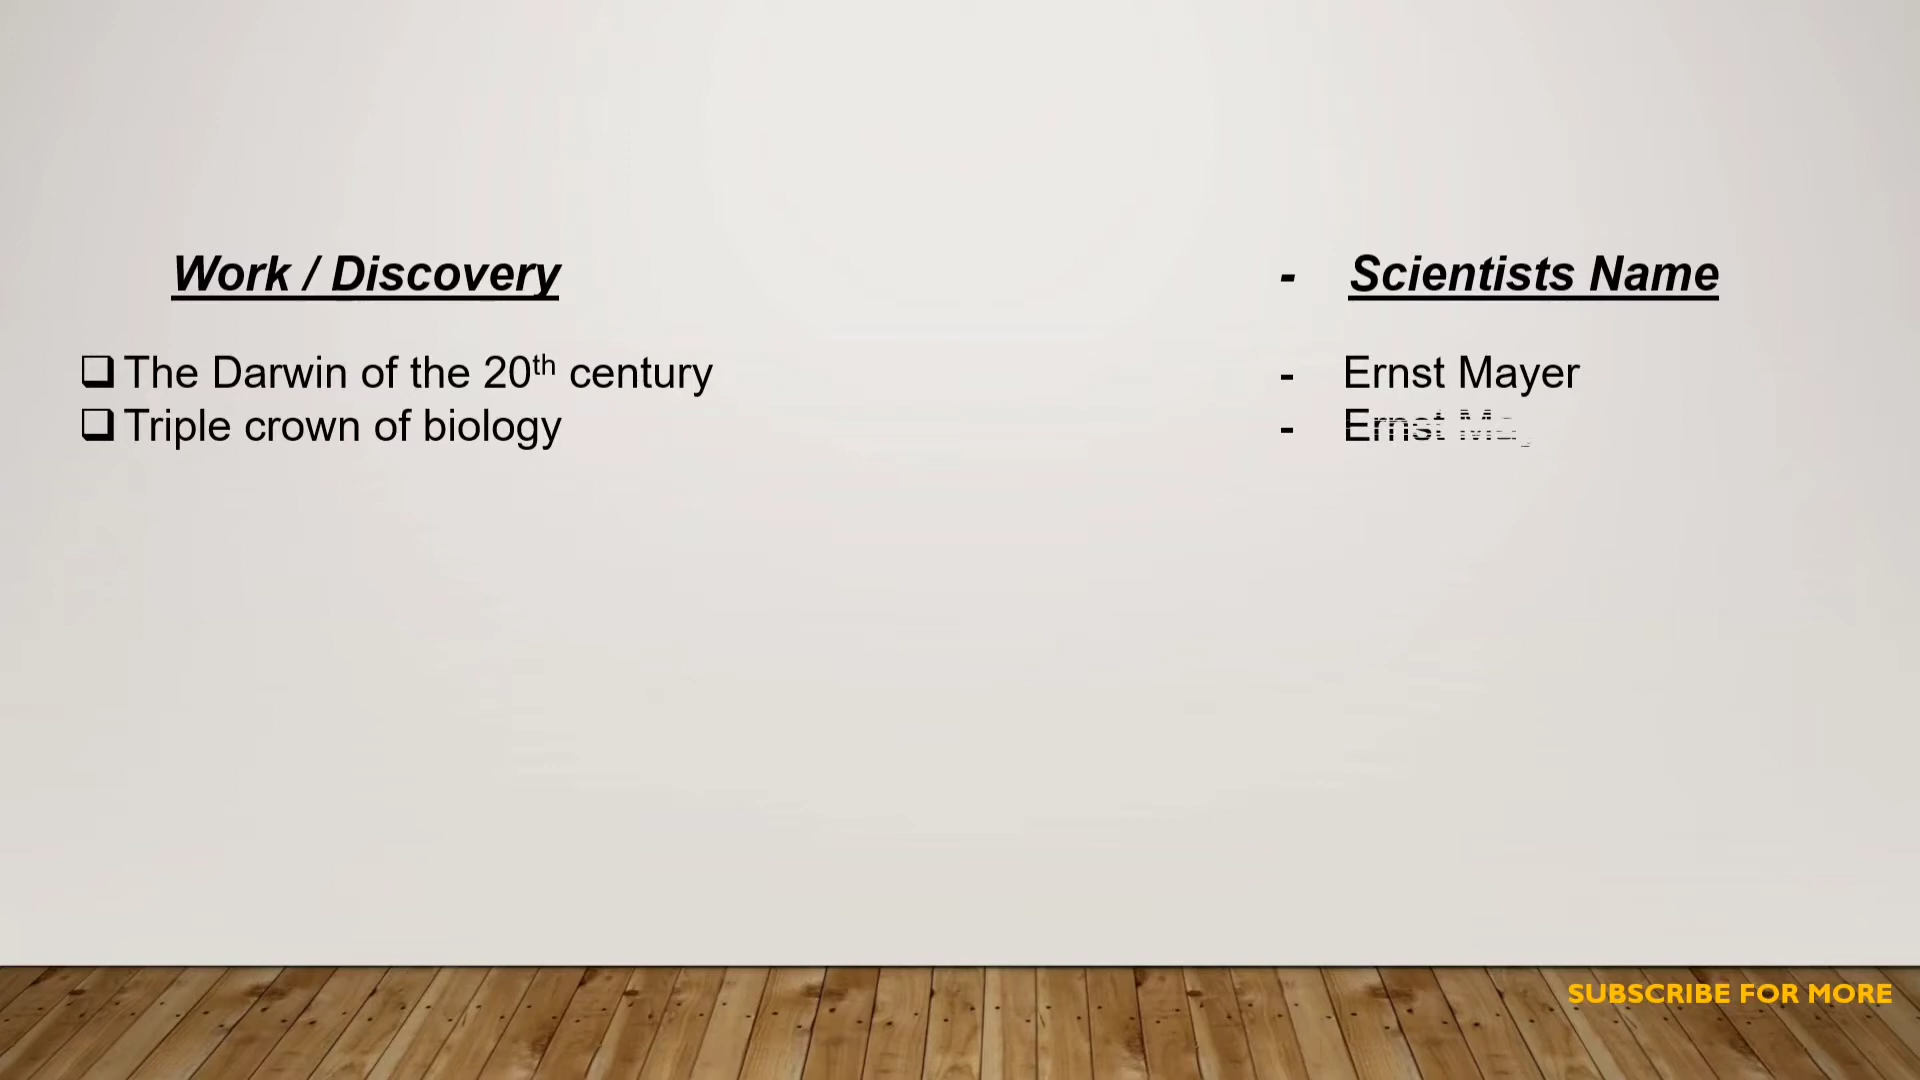 Work / Discovery - Scientists Name
❑ The Darwin of the 20th century - Ernst Mayer
❑ Triple crown of biology - Ernst
SUBSCRIBE FOR MORE